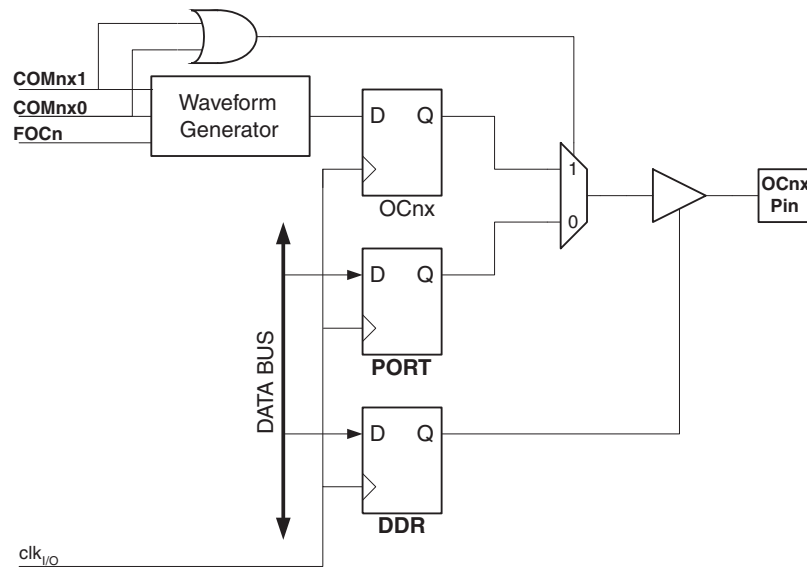 COMnx1
COMnx0
FOCn
Waveform
Generator
D Q
OCnx
1
0
OCnx
Pin
D Q
PORT
DATA BUS
D Q
DDR
clkI/O